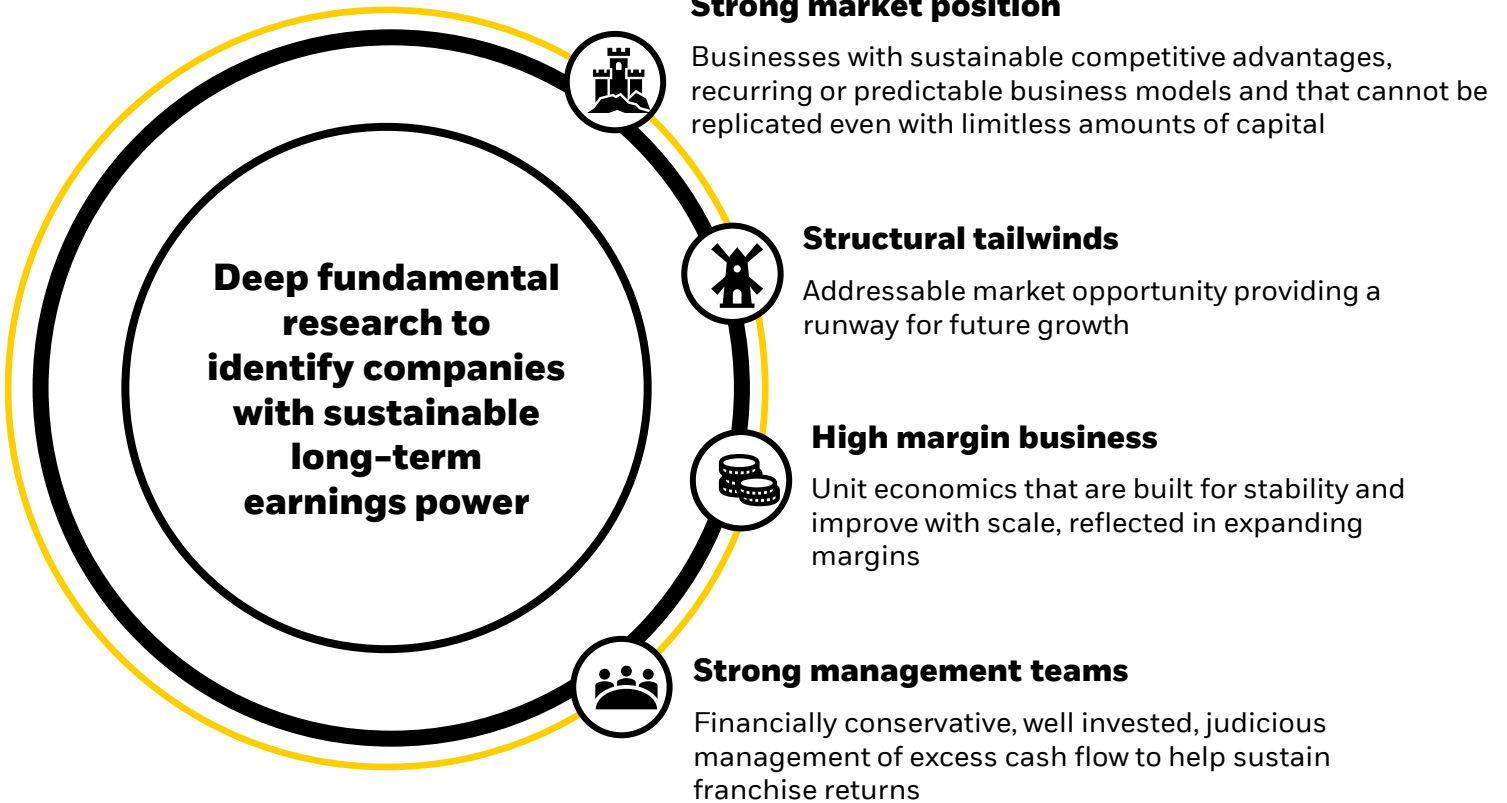 Strong market position
Businesses with sustainable competitive advantages,
recurring or predictable business models and that cannot be
replicated even with limitless amounts of capital
Structural tailwinds
Addressable market opportunity providing a
runway for future growth
Deep fundamental
research to
identify companies
with sustainable
long-term
earnings power
High margin business
Unit economics that are built for stability and
improve with scale, reflected in expanding
margins
Strong management teams
Financially conservative, well invested, judicious
management of excess cash flow to help sustain
franchise returns